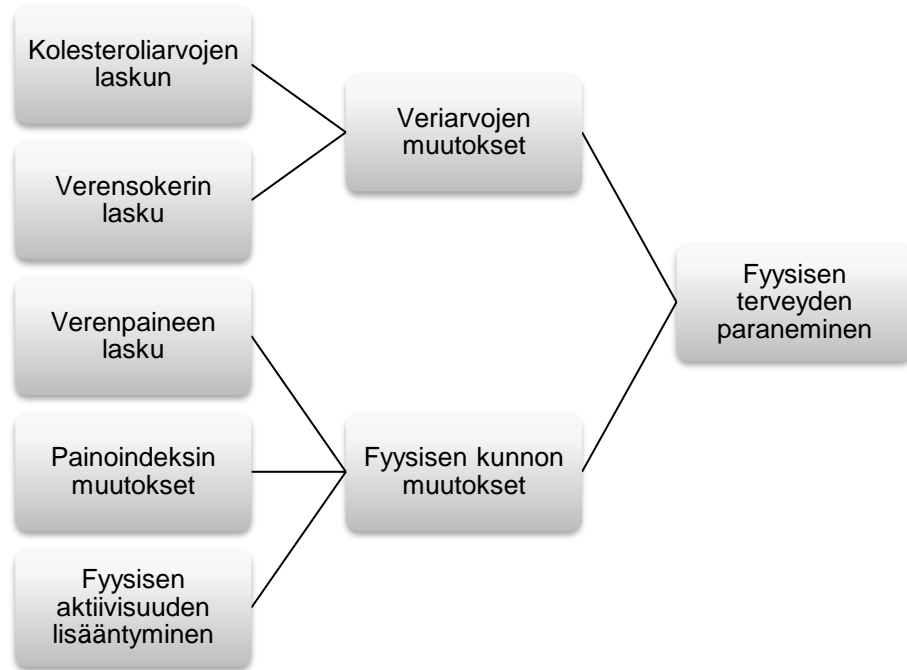 Kolesteroliarvojen
laskun
Verensokerin
lasku
Verenpaineen
lasku
Painoindeksin
muutokset
Fyysisen
aktiivisuuden
lisääntyminen
Veriarvojen
muutokset
Fyysisen kunnon
muutokset
Fyysisen
terveyden
paraneminen